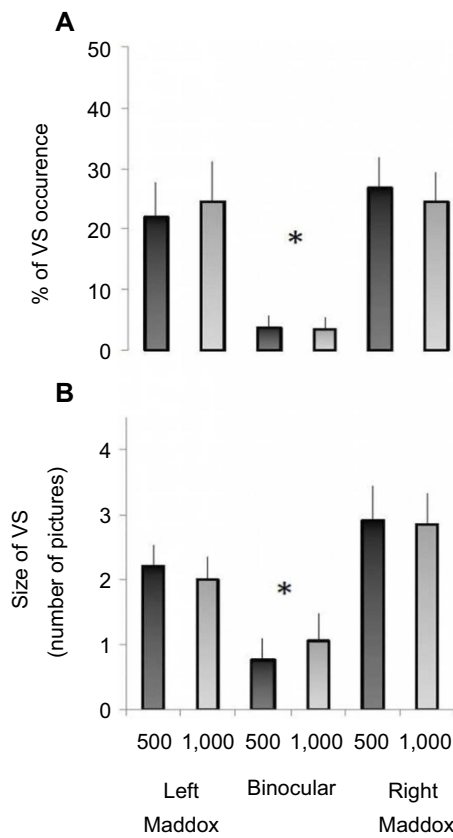 A
% of VS occurence
50
40
30
20
10
0
*
B
Size of VS
(number of pictures)
4
3
2
1
0
*
500 1,000 500 1,000 500 1,000
Left Binocular Right
Maddox Maddox